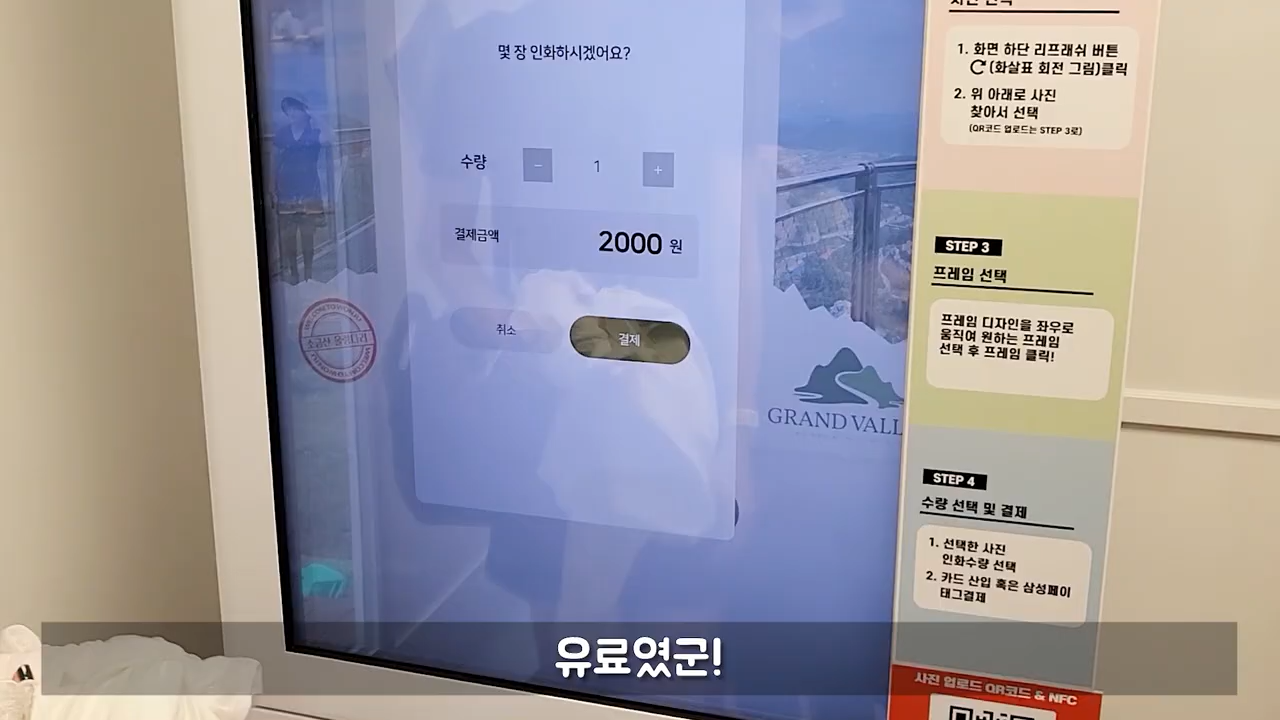 몇 장 인화하시겠어요?
수량 - 1 +
결제금액 2000 원
취소 결제
소금산 울렁다리
GRAND VALL
1. 화면 하단 리프래쉬 버튼
(화살표 회전 그림)클릭
2. 위 아래로 사진
찾아서 선택
(QR코드 업로드는 STEP 3로)
STEP 3
프레임 선택
프레임 디자인을 좌우로
움직여 원하는 프레임
선택 후 프레임 클릭!
STEP 4
수량 선택 및 결제
1. 선택한 사진
인화수량 선택
2. 카드 산입 혹은 삼성페이
태그결제
사진 업로드 QR코드 & NFC
유료였군!